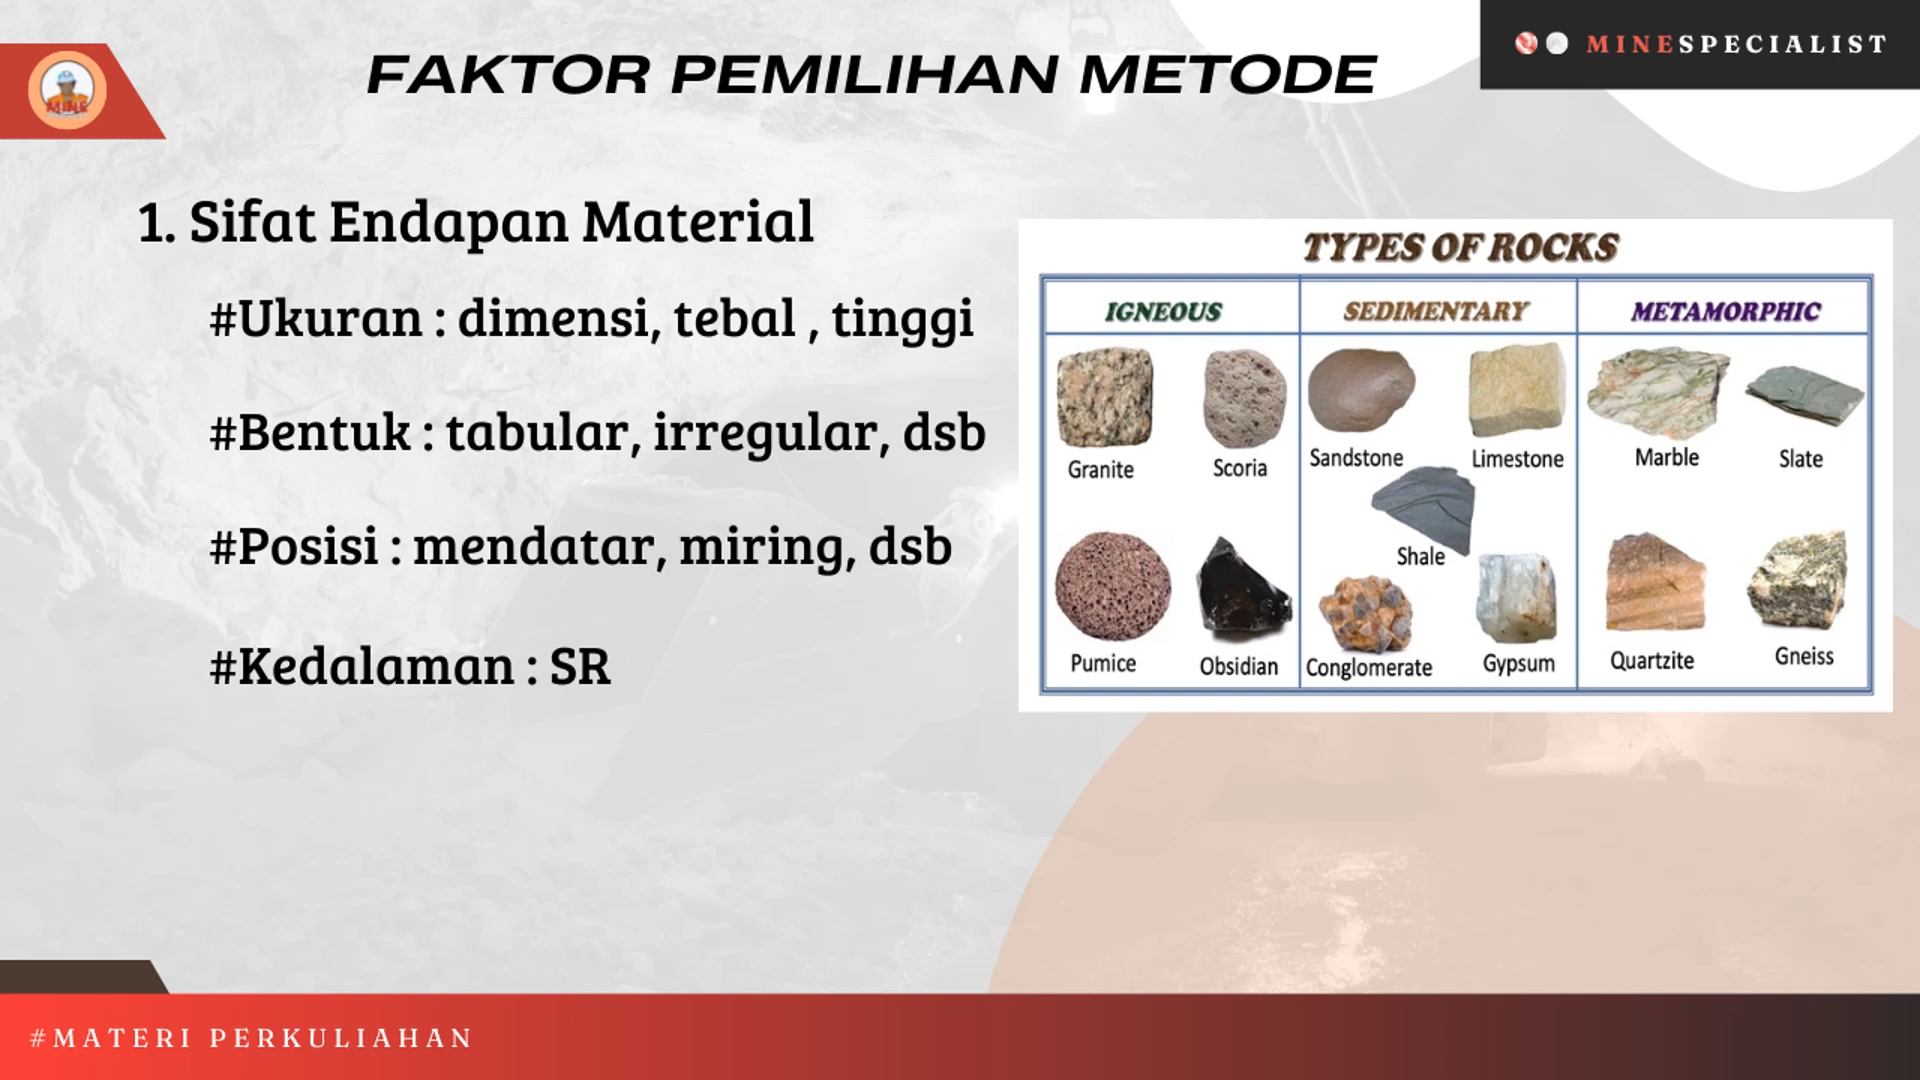 FAKTOR PEMILIHAN METODE
MINESPECIALIST
MINE
1. Sifat Endapan Material
#Ukuran : dimensi, tebal , tinggi
#Bentuk : tabular, irregular, dsb
#Posisi : mendatar, miring, dsb
#Kedalaman : SR
TYPES OF ROCKS
IGNEOUS SEDIMENTARY METAMORPHIC
Granite Scoria Sandstone Limestone Marble Slate
Shale
Pumice Obsidian Conglomerate Gypsum Quartzite Gneiss
#MATERI PERKULIAHAN